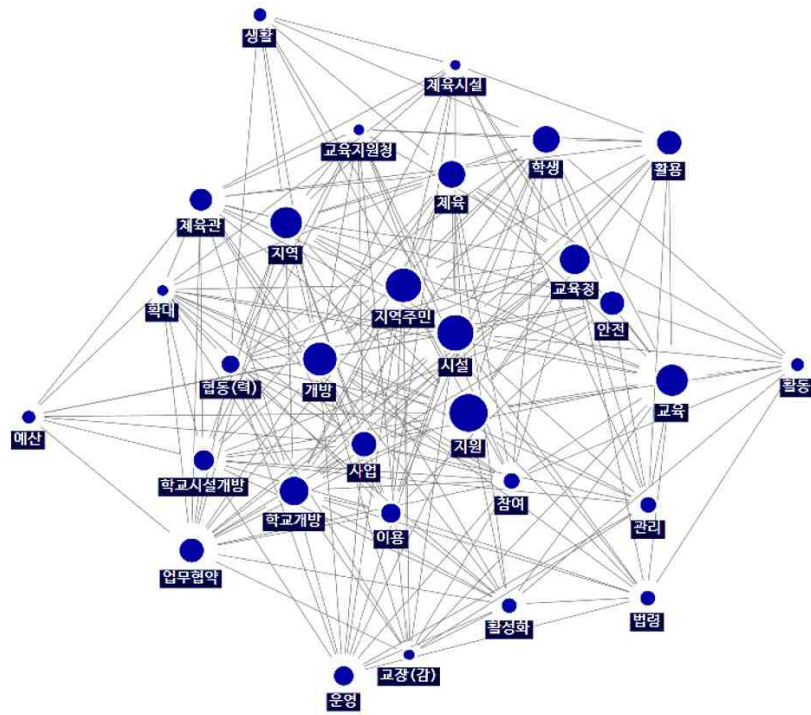 생활
체육시설
교육지원청
학생
활용
체육
체육관
지역
교육청
확대
지역주민
안전
시설
협동(력)
개방
활동
교육
예산
지원
사업
학교시설개방
참여
학교개방
이용
관리
업무협약
활성화
법령
교장(감)
운영